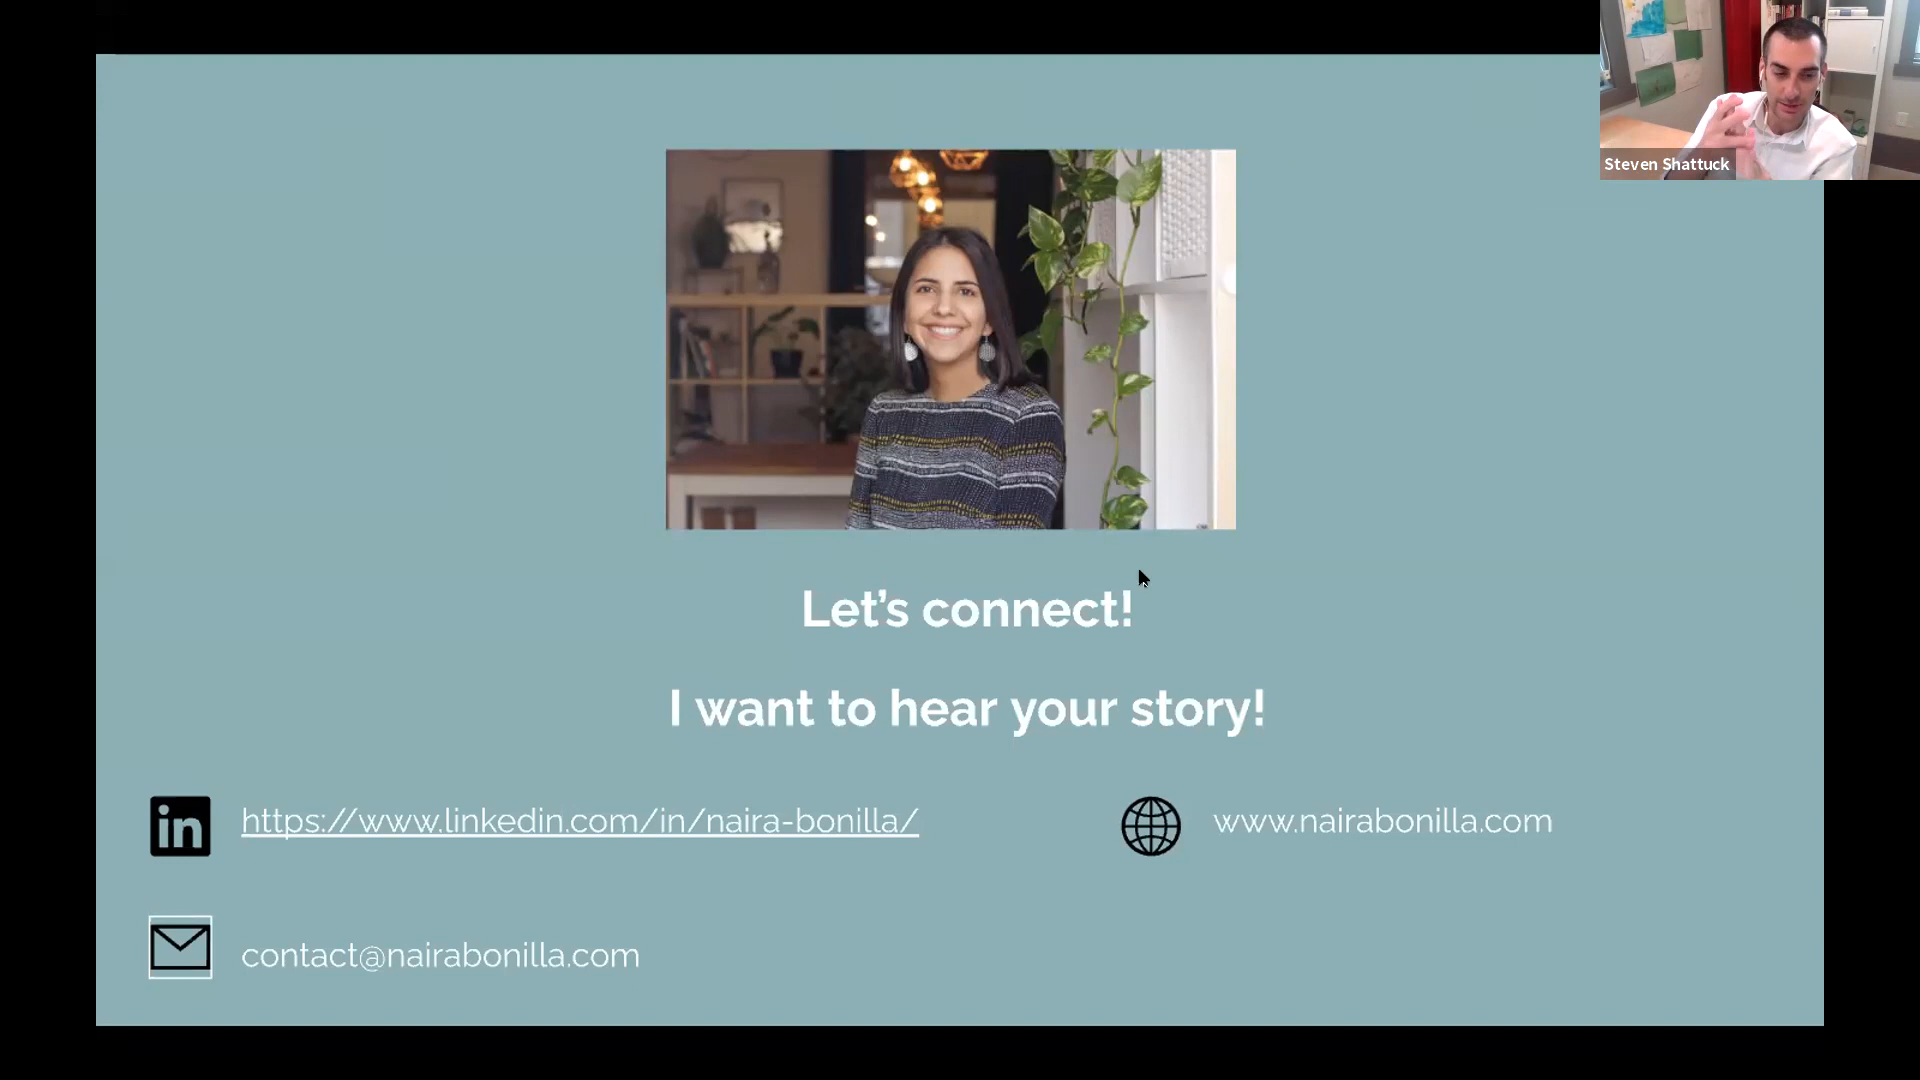 Steven Shattuck
Let's connect!
I want to hear your story!
in
https://www.linkedin.com/in/naira-bonilla/
www.nairabonilla.com
contact@nairabonilla.com